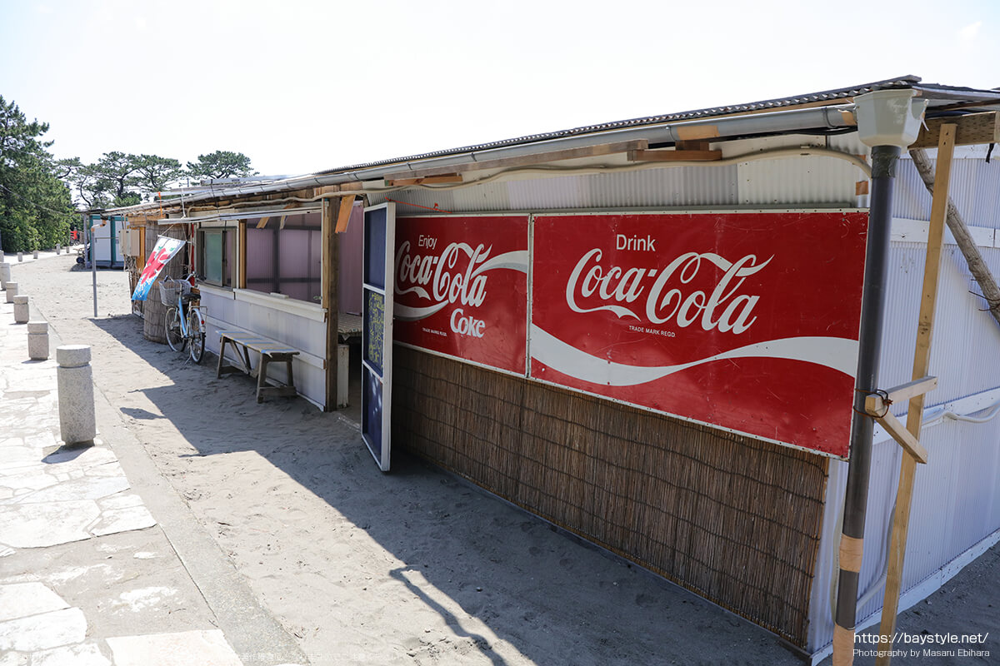 Enjoy
Coca-Cola
Coke
TRADE MARK REGD.
Drink
Coca-Cola
TRADE MARK REGD
https://baystyle.net/
Photography by Masaru Ebihara